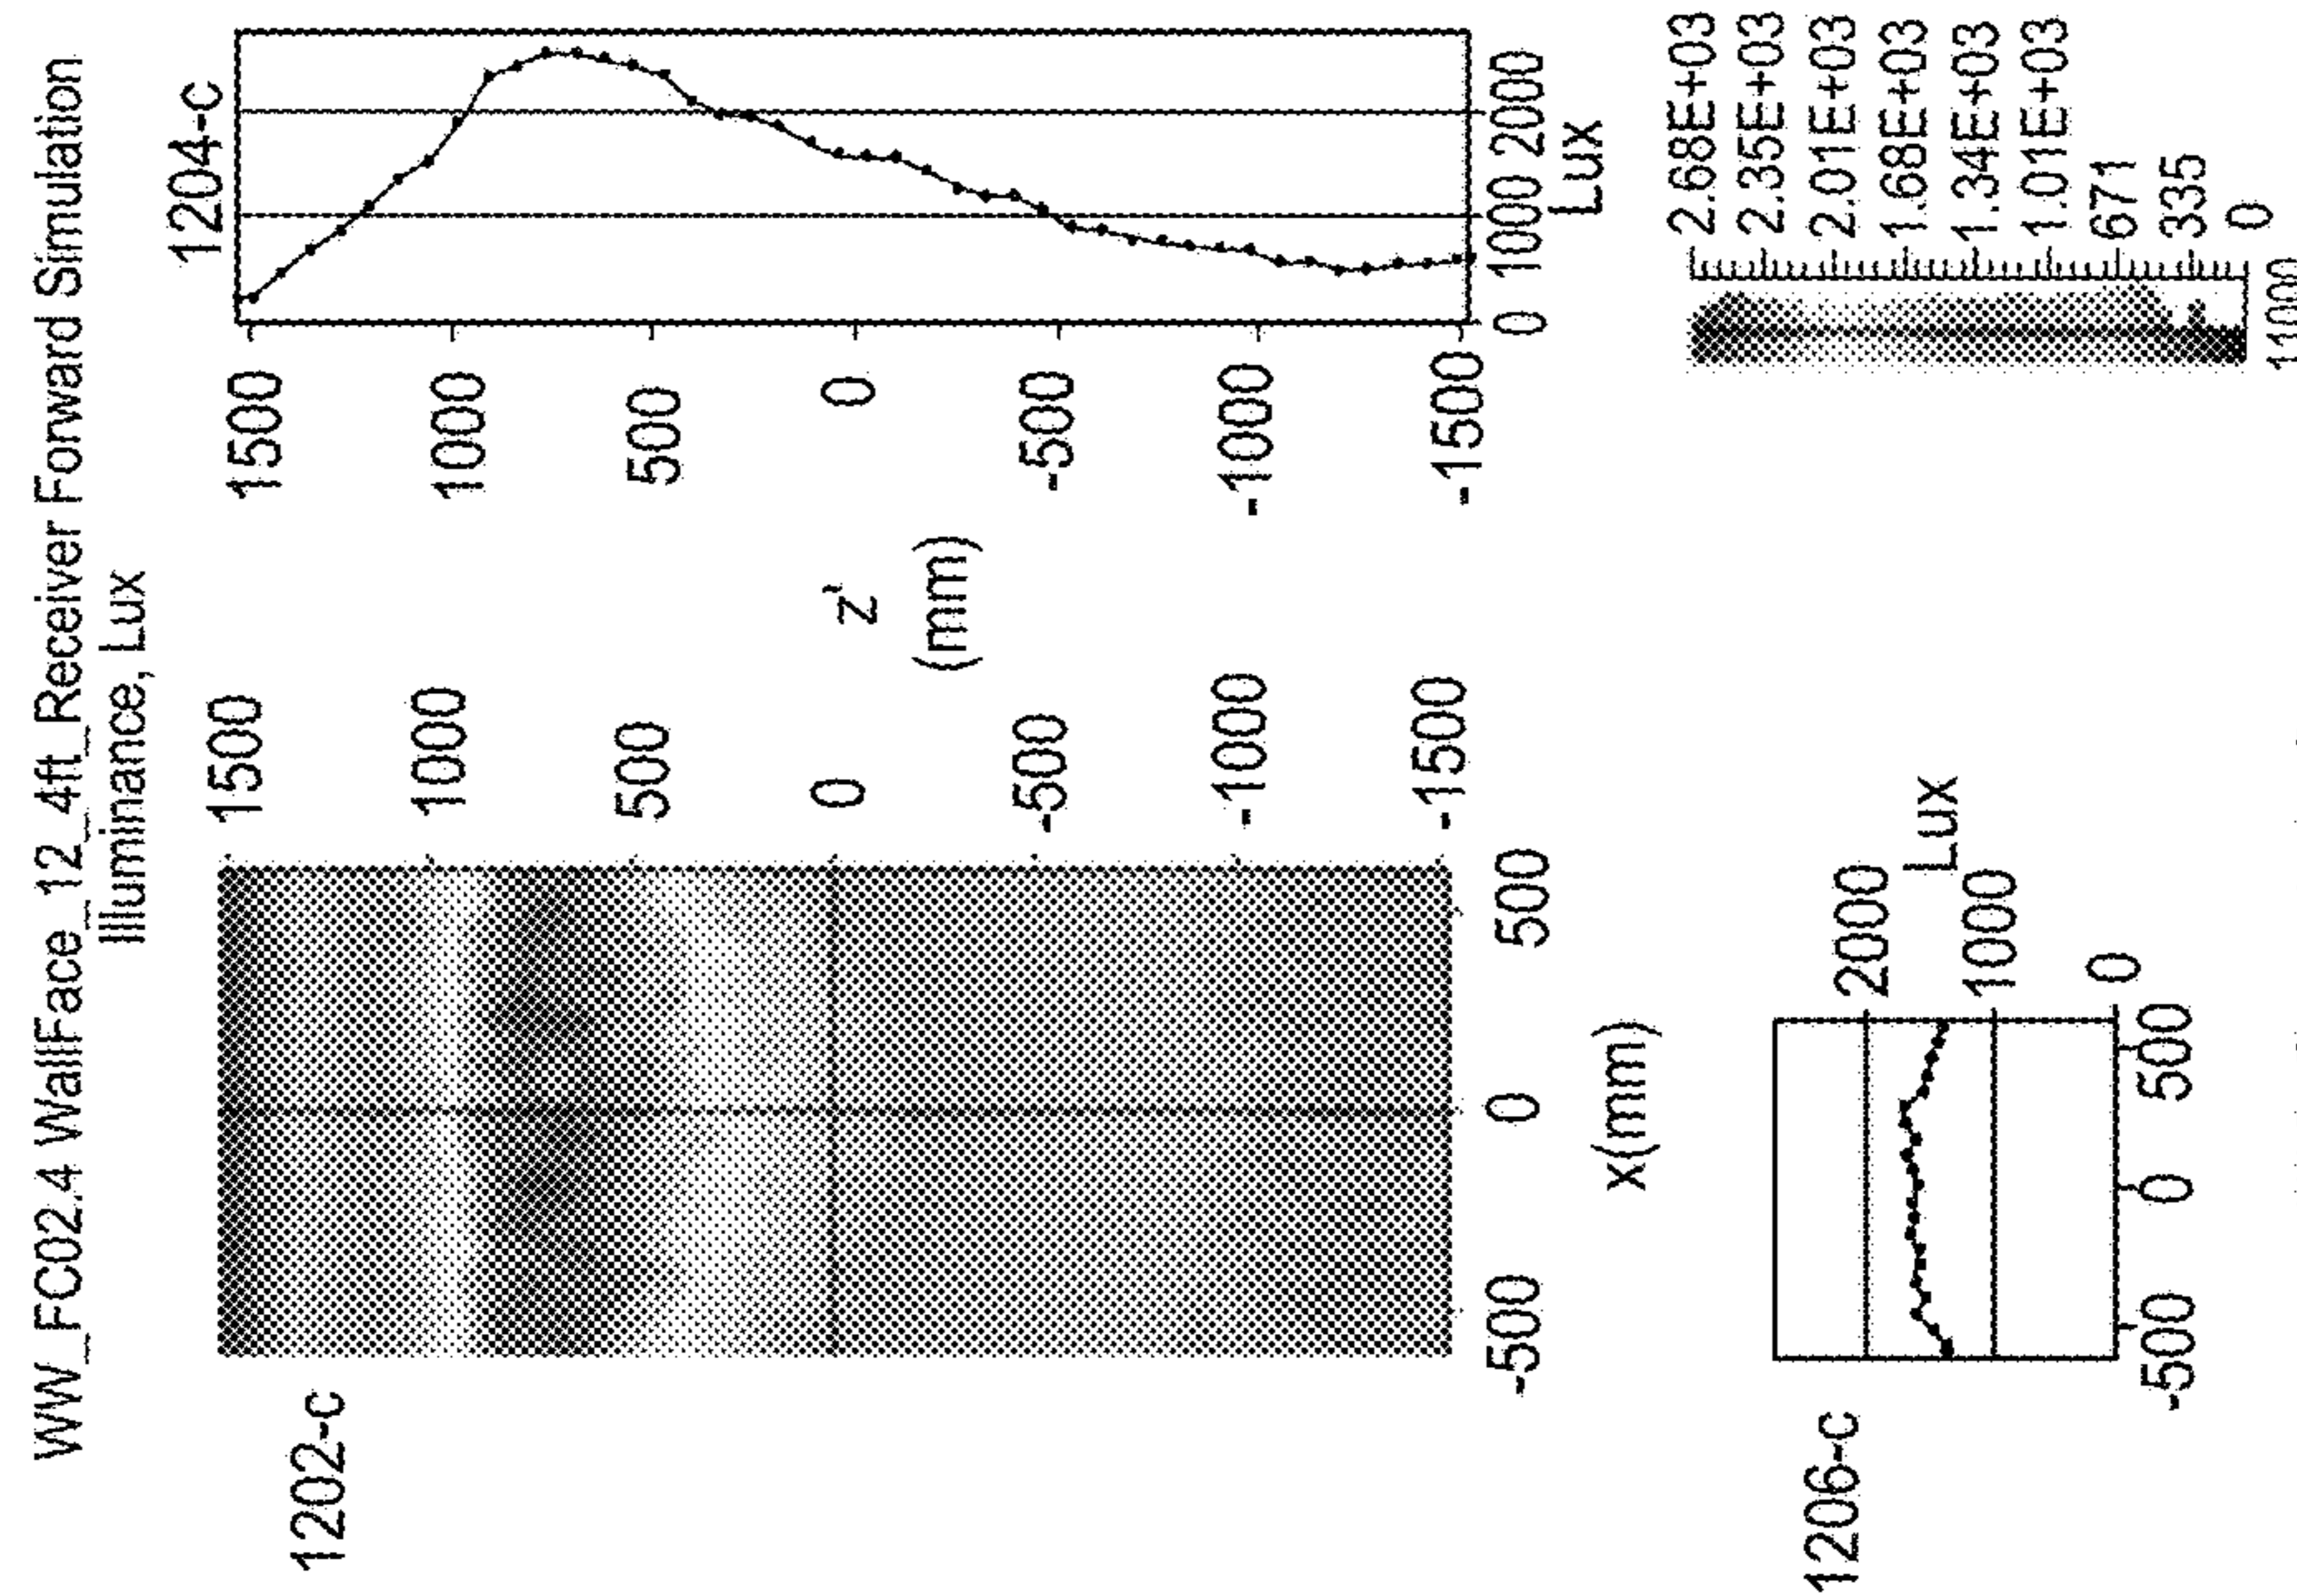 WW_FC02.4 WallFace_12_4ft_Receiver Forward Simulation
Illuminance, Lux
1202-c
1500
1000
500
0
-500
-1000
-1500
-500
0
500
x(mm)
z'
(mm)
1204-c
1500
1000
500
0
-500
-1000
-1500
0 1000 2000
Lux
1206-c
2000
Lux
1000
0
-500
0
500
2.68E+03
2.35E+03
2.01E+03
1.68E+03
1.34E+03
1.01E+03
671
335
0
11000